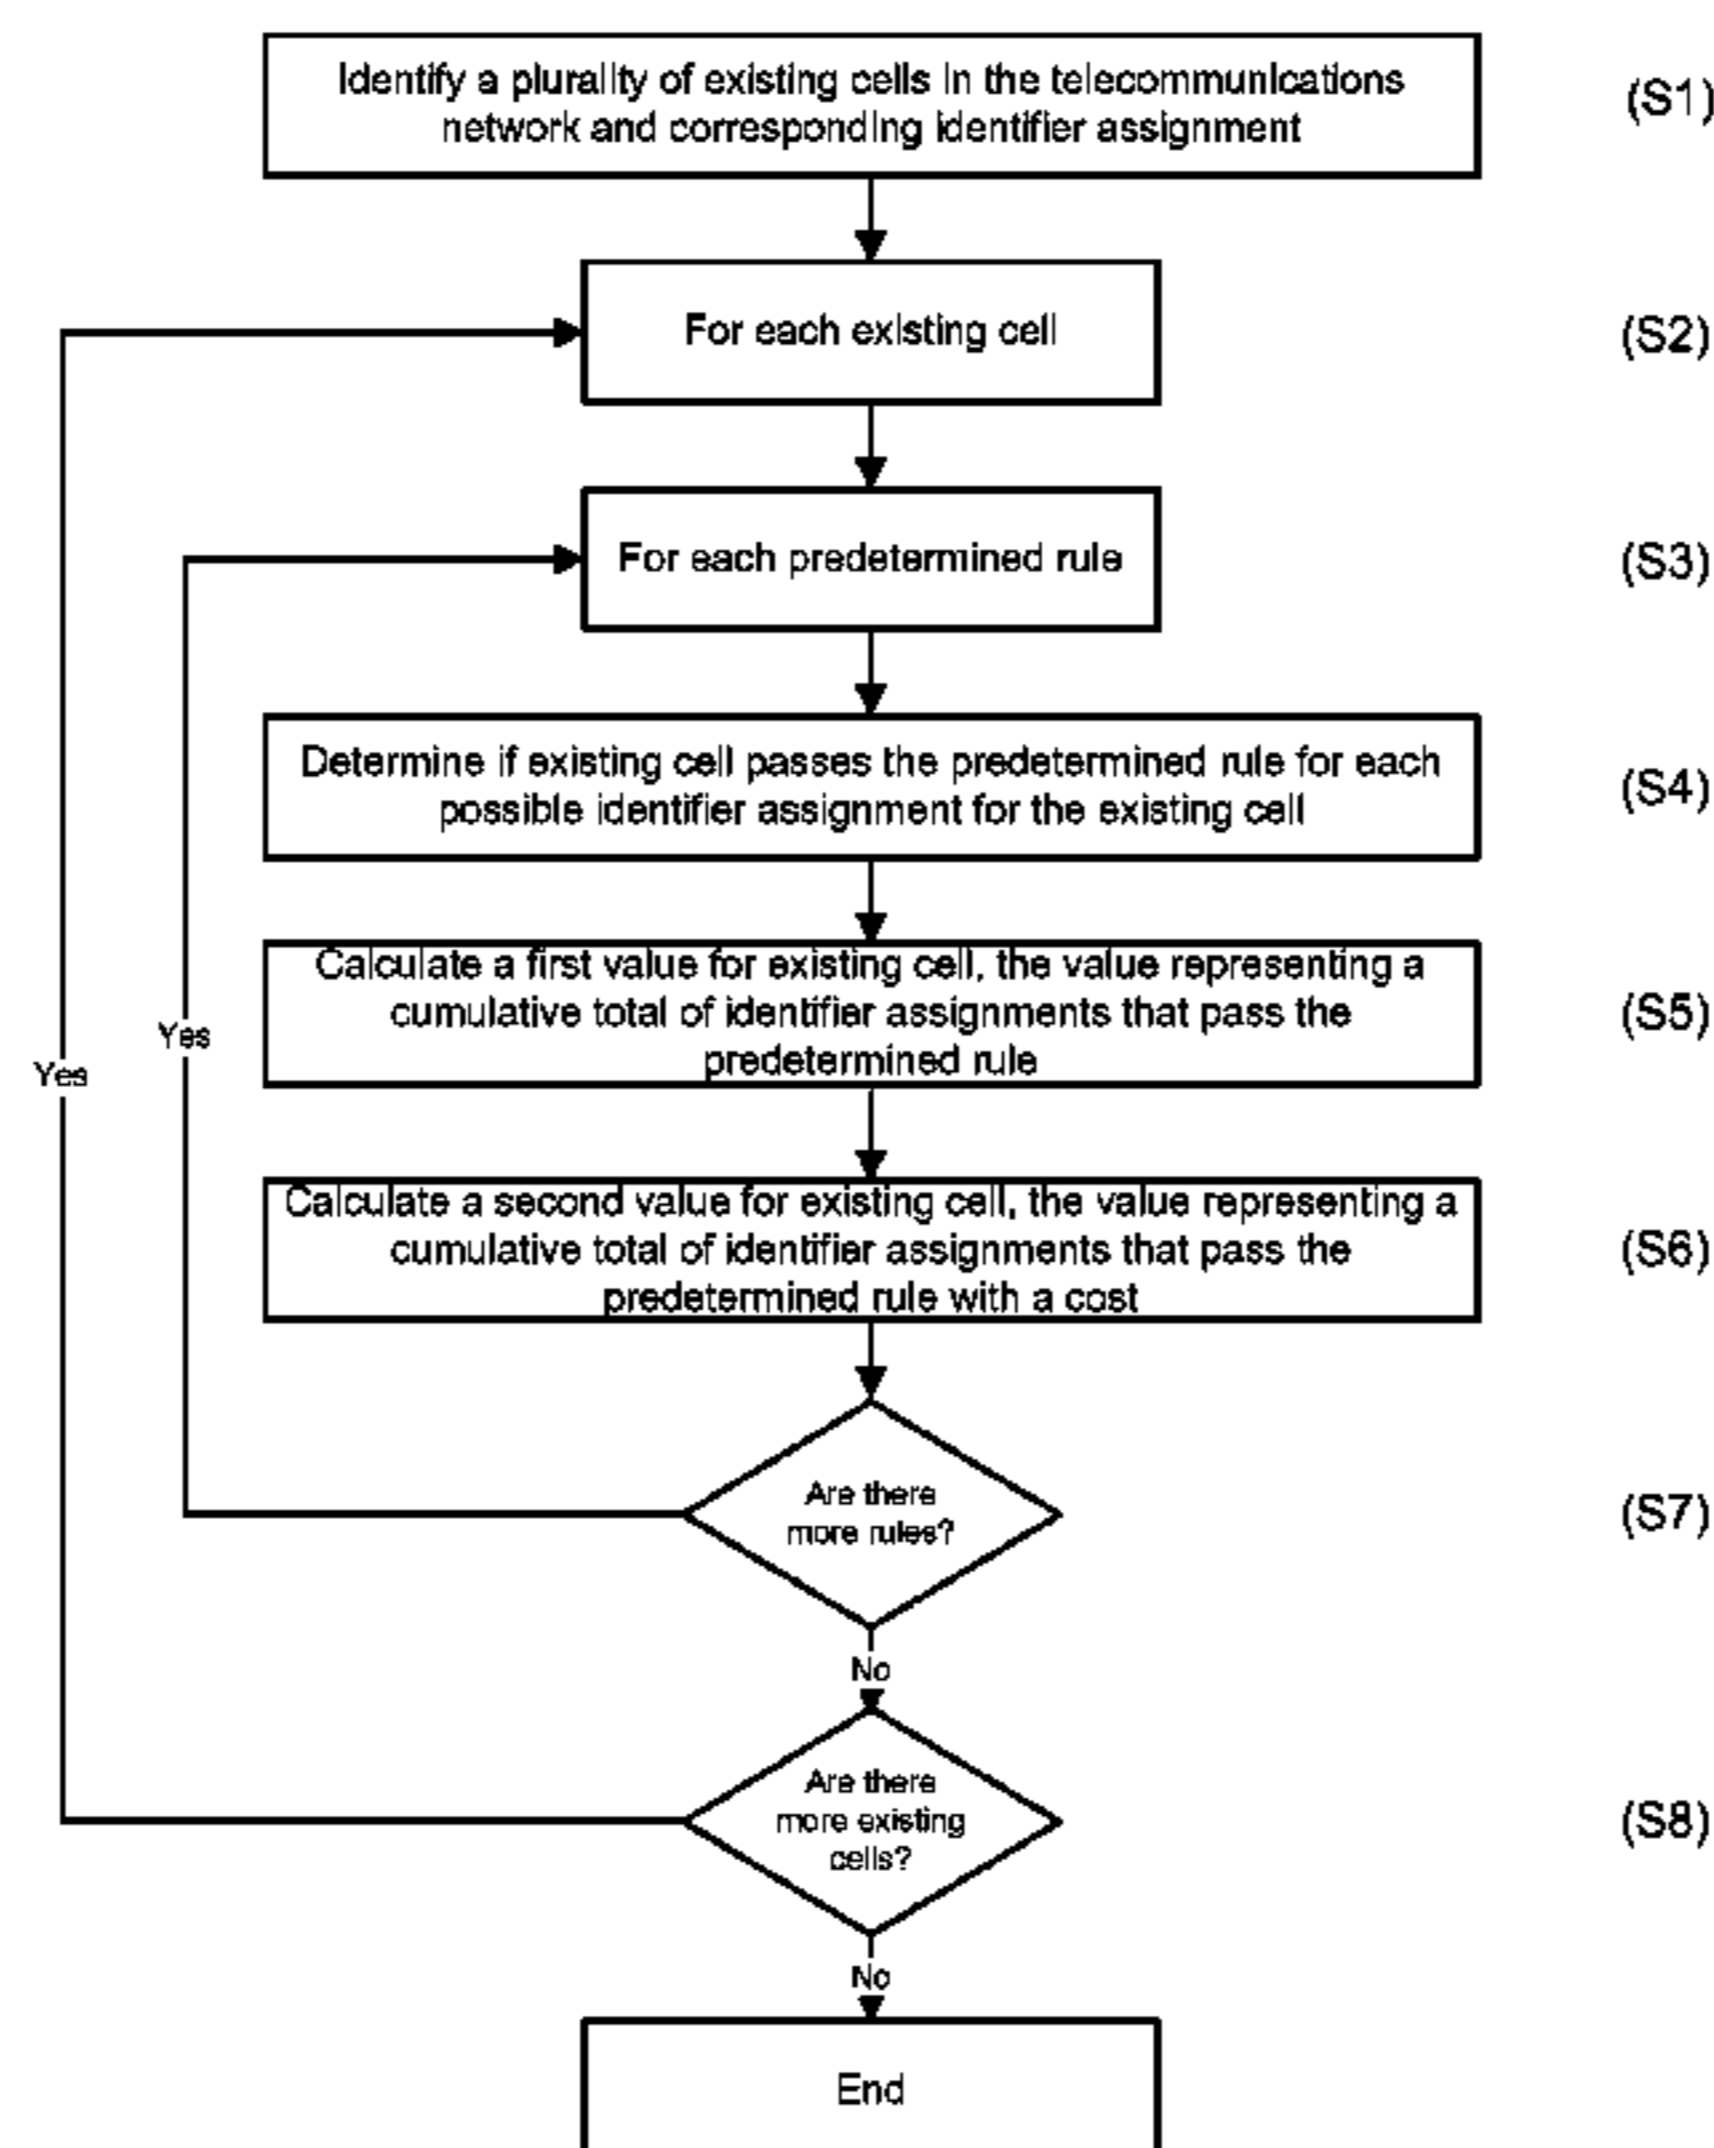 Identify a plurality of existing cells in the telecommunications
network and corresponding identifier assignment
(S1)
For each existing cell
(S2)
For each predetermined rule
(S3)
Determine if existing cell passes the predetermined rule for each
possible identifier assignment for the existing cell
(S4)
Calculate a first value for existing cell, the value representing a
cumulative total of identifier assignments that pass the
predetermined rule
(S5)
Yes
Yes
Calculate a second value for existing cell, the value representing a
cumulative total of identifier assignments that pass the
predetermined rule with a cost
(S6)
Are there
more rules?
(S7)
No
Are there
more existing
cells?
(S8)
No
End